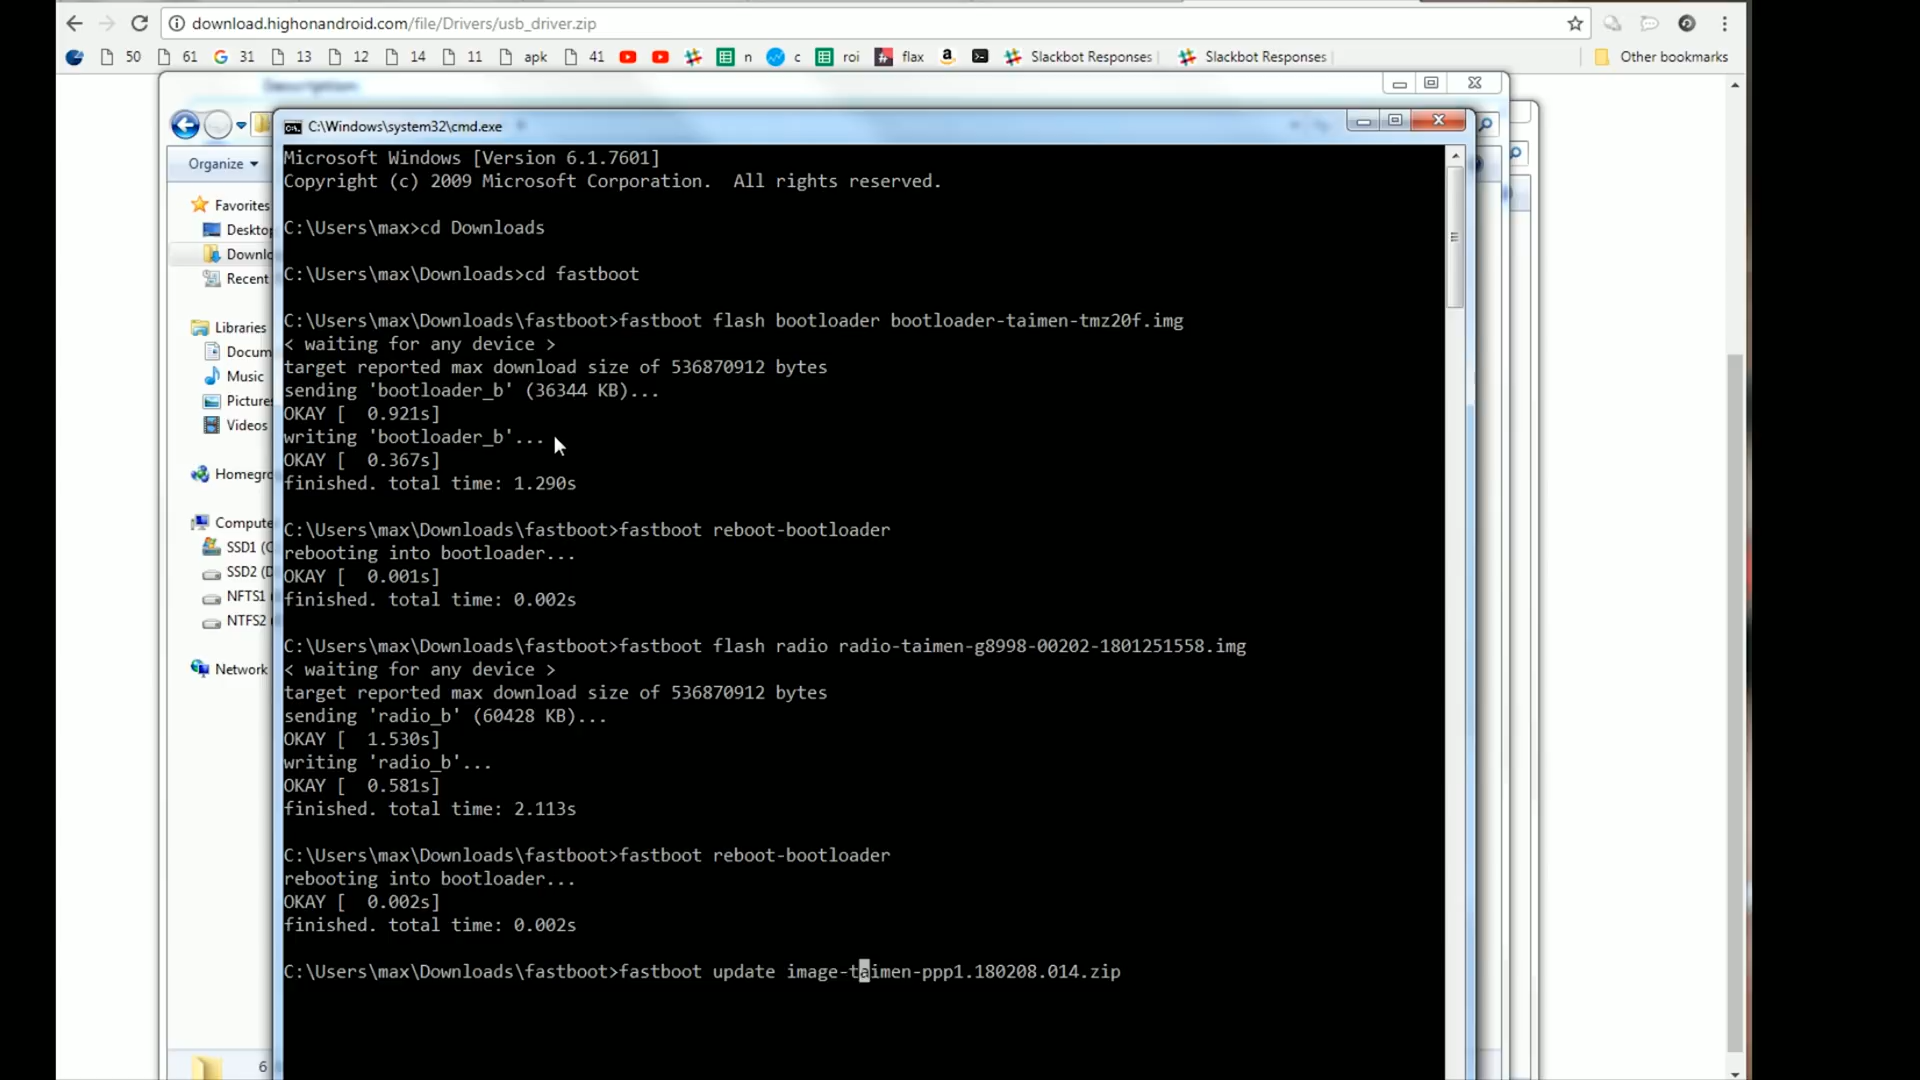 download.highonandroid.com/file/Drivers/usb_driver.zip
50 61 31 13 12 14 11 apk 41 n c roi flax Slackbot Responses Slackbot Responses Other bookmarks
Description
C:\Windows\system32\cmd.exe
Organize
Favorites
Desktop
Downl
Recent
Libraries
Docum
Music
Pictures
Videos
Homegr
Compute
SSD1 (C
SSD2 (D
NFTS1
NTFS2
Network
6
Microsoft Windows [Version 6.1.7601]
Copyright (c) 2009 Microsoft Corporation.  All rights reserved.
C:\Users\max>cd Downloads
C:\Users\max\Downloads>cd fastboot
C:\Users\max\Downloads\fastboot>fastboot flash bootloader bootloader-taimen-tmz20f.img
< waiting for any device >
target reported max download size of 536870912 bytes
sending 'bootloader_b' (36344 KB)...
OKAY [  0.921s]
writing 'bootloader_b'...
OKAY [  0.367s]
finished. total time: 1.290s
C:\Users\max\Downloads\fastboot>fastboot reboot-bootloader
rebooting into bootloader...
OKAY [  0.001s]
finished. total time: 0.002s
C:\Users\max\Downloads\fastboot>fastboot flash radio radio-taimen-g8998-00202-1801251558.img
< waiting for any device >
target reported max download size of 536870912 bytes
sending 'radio_b' (60428 KB)...
OKAY [  1.530s]
writing 'radio_b'...
OKAY [  0.581s]
finished. total time: 2.113s
C:\Users\max\Downloads\fastboot>fastboot reboot-bootloader
rebooting into bootloader...
OKAY [  0.002s]
finished. total time: 0.002s
C:\Users\max\Downloads\fastboot>fastboot update image-taimen-ppp1.180208.014.zip